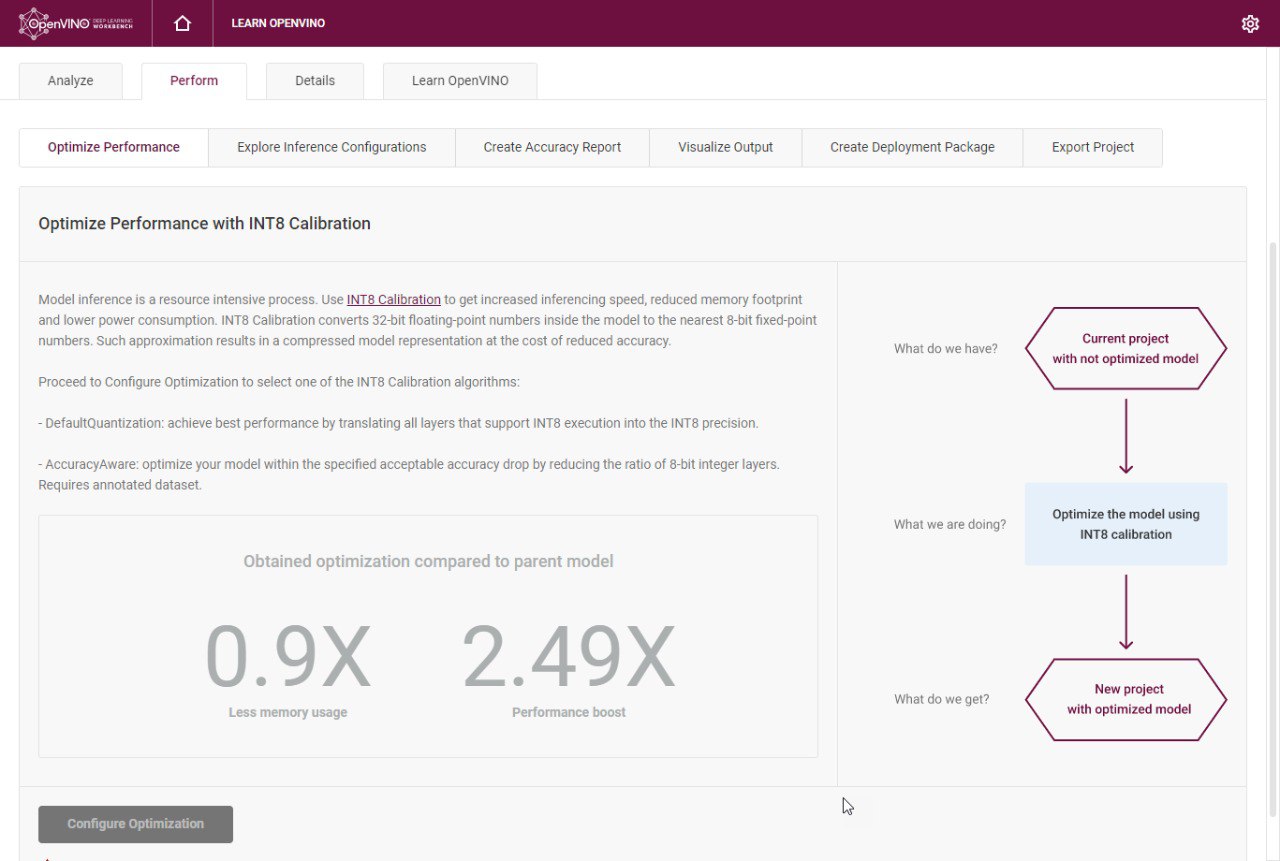 OpenVINO DEEP LEARNING WORKBENCH
LEARN OPENVINO
Analyze
Perform
Details
Learn OpenVINO
Optimize Performance
Explore Inference Configurations
Create Accuracy Report
Visualize Output
Create Deployment Package
Export Project
Optimize Performance with INT8 Calibration
Model inference is a resource intensive process. Use INT8 Calibration to get increased inferencing speed, reduced memory footprint
and lower power consumption. INT8 Calibration converts 32-bit floating-point numbers inside the model to the nearest 8-bit fixed-point
numbers. Such approximation results in a compressed model representation at the cost of reduced accuracy.
Proceed to Configure Optimization to select one of the INT8 Calibration algorithms:
- DefaultQuantization: achieve best performance by translating all layers that support INT8 execution into the INT8 precision.
- AccuracyAware: optimize your model within the specified acceptable accuracy drop by reducing the ratio of 8-bit integer layers.
Requires annotated dataset.
Obtained optimization compared to parent model
0.9X
Less memory usage
2.49X
Performance boost
What do we have?
Current project
with not optimized model
What we are doing?
Optimize the model using
INT8 calibration
What do we get?
New project
with optimized model
Configure Optimization